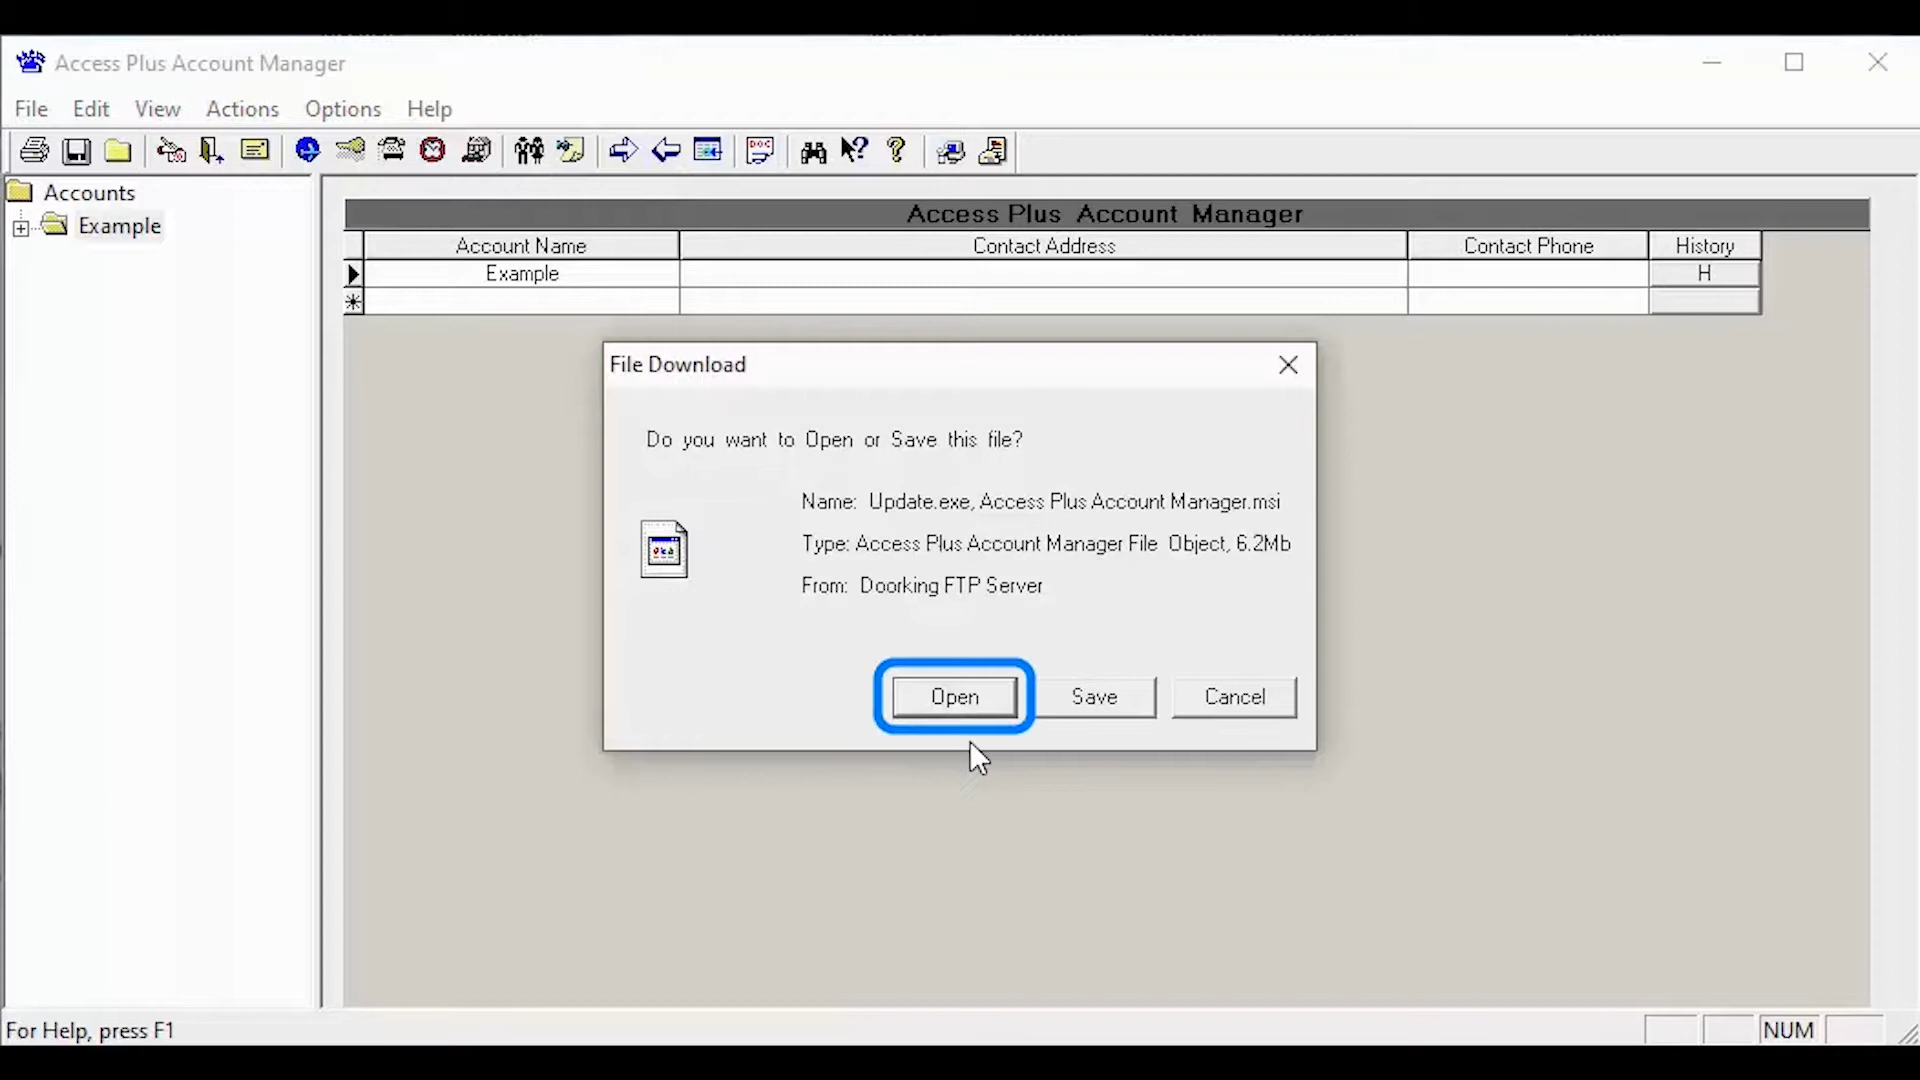 Access Plus Account Manager
File Edit View Actions Options Help
Accounts
Example
Access Plus Account Manager
Account Name Contact Address Contact Phone History
Example H
File Download
Do you want to Open or Save this file?
Name: Update.exe, Access Plus Account Manager.msi
Type: Access Plus Account Manager File Object, 6.2Mb
From: Doorking FTP Server
Open Save Cancel
For Help, press F1 NUM